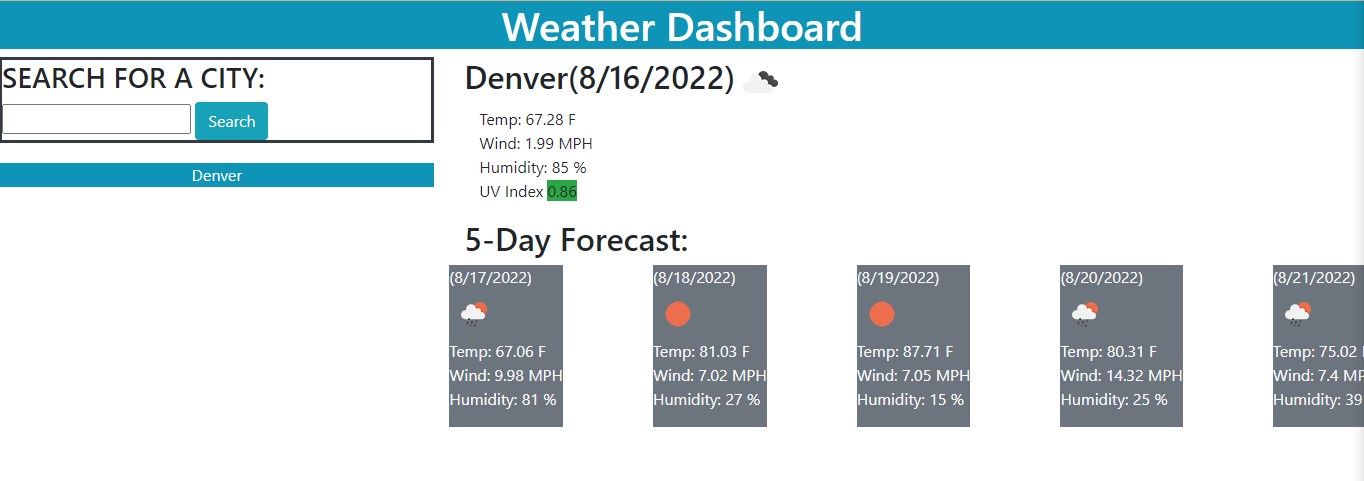 Weather Dashboard
SEARCH FOR A CITY:
Search
Denver
Denver(8/16/2022)
Temp: 67.28 F
Wind: 1.99 MPH
Humidity: 85 %
UV Index 0.86
5-Day Forecast:
(8/17/2022)
Temp: 67.06 F
Wind: 9.98 MPH
Humidity: 81 %
(8/18/2022)
Temp: 81.03 F
Wind: 7.02 MPH
Humidity: 27 %
(8/19/2022)
Temp: 87.71 F
Wind: 7.05 MPH
Humidity: 15 %
(8/20/2022)
Temp: 80.31 F
Wind: 14.32 MPH
Humidity: 25 %
(8/21/2022)
Temp: 75.02
Wind: 7.4
Humidity: 39